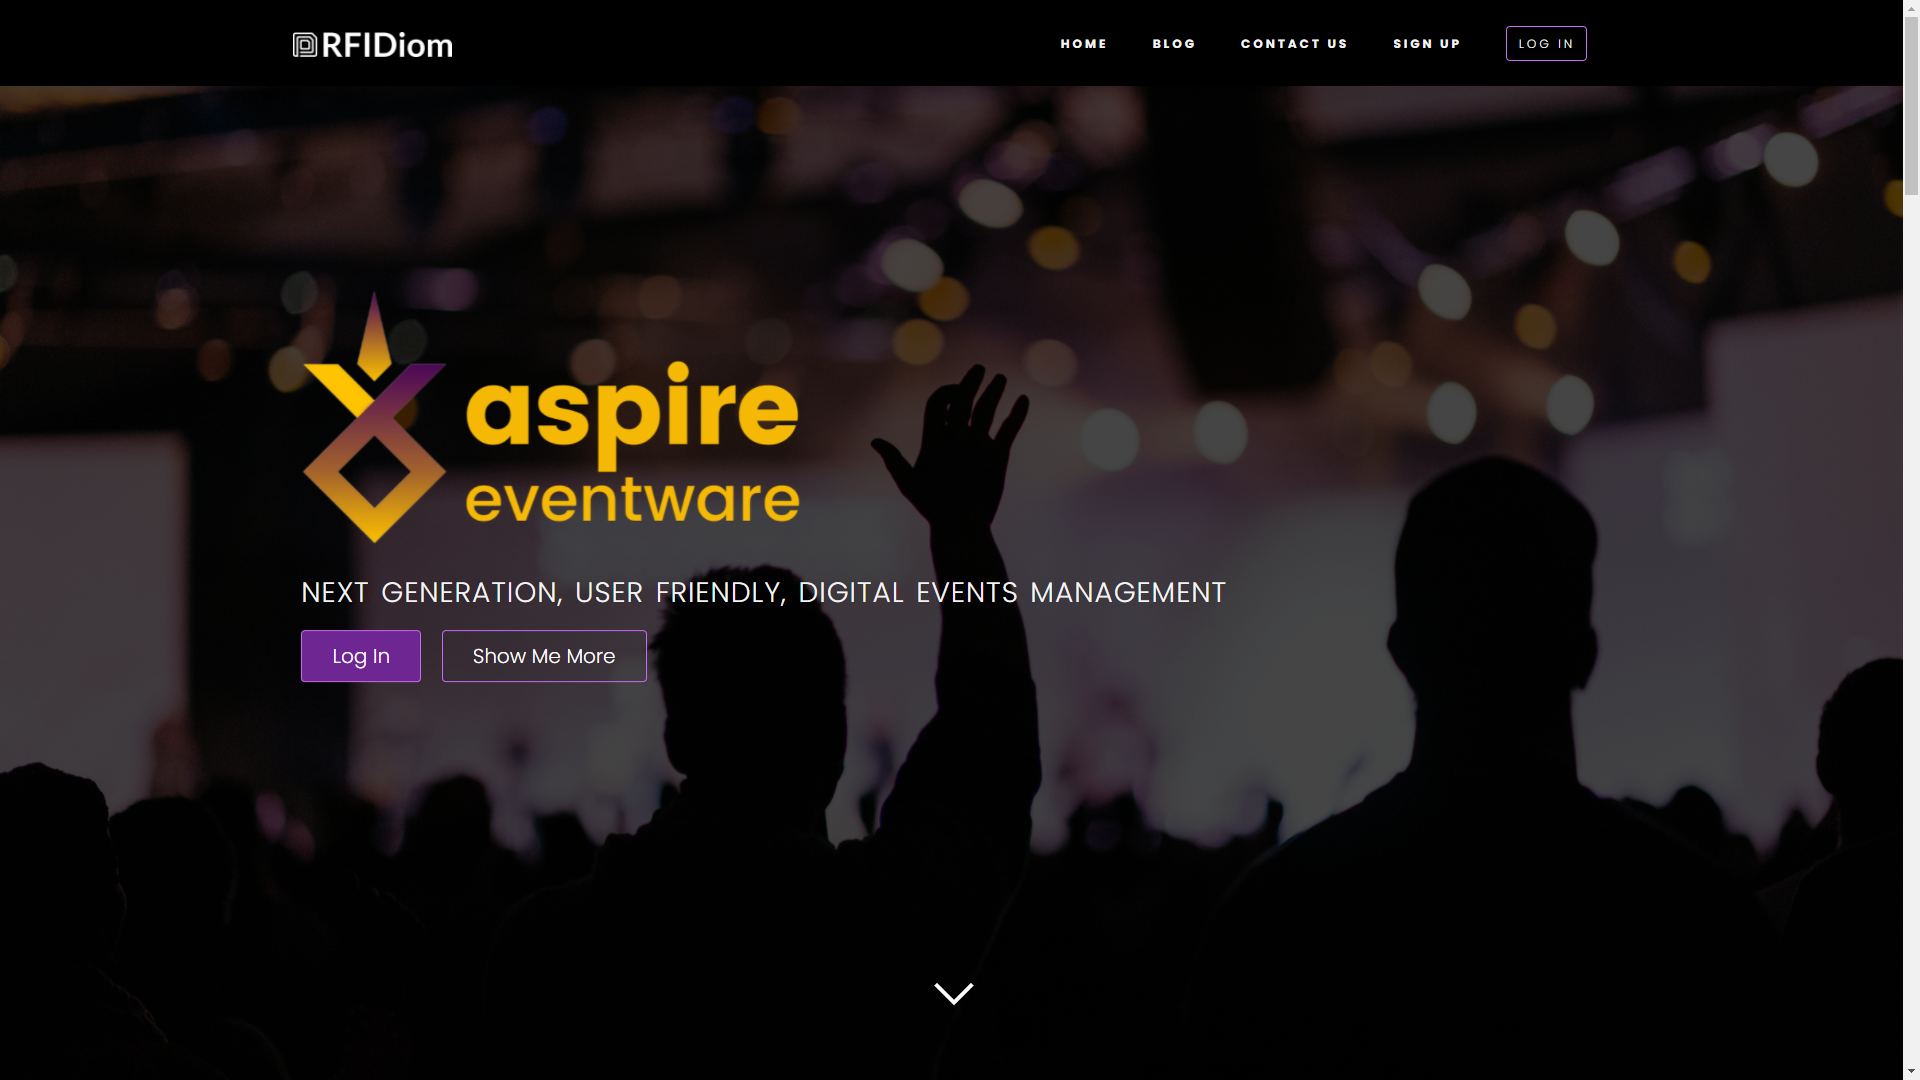 RFIDiom
HOME BLOG CONTACT US SIGN UP LOG IN
aspire
eventware
NEXT GENERATION, USER FRIENDLY, DIGITAL EVENTS MANAGEMENT
Log In Show Me More